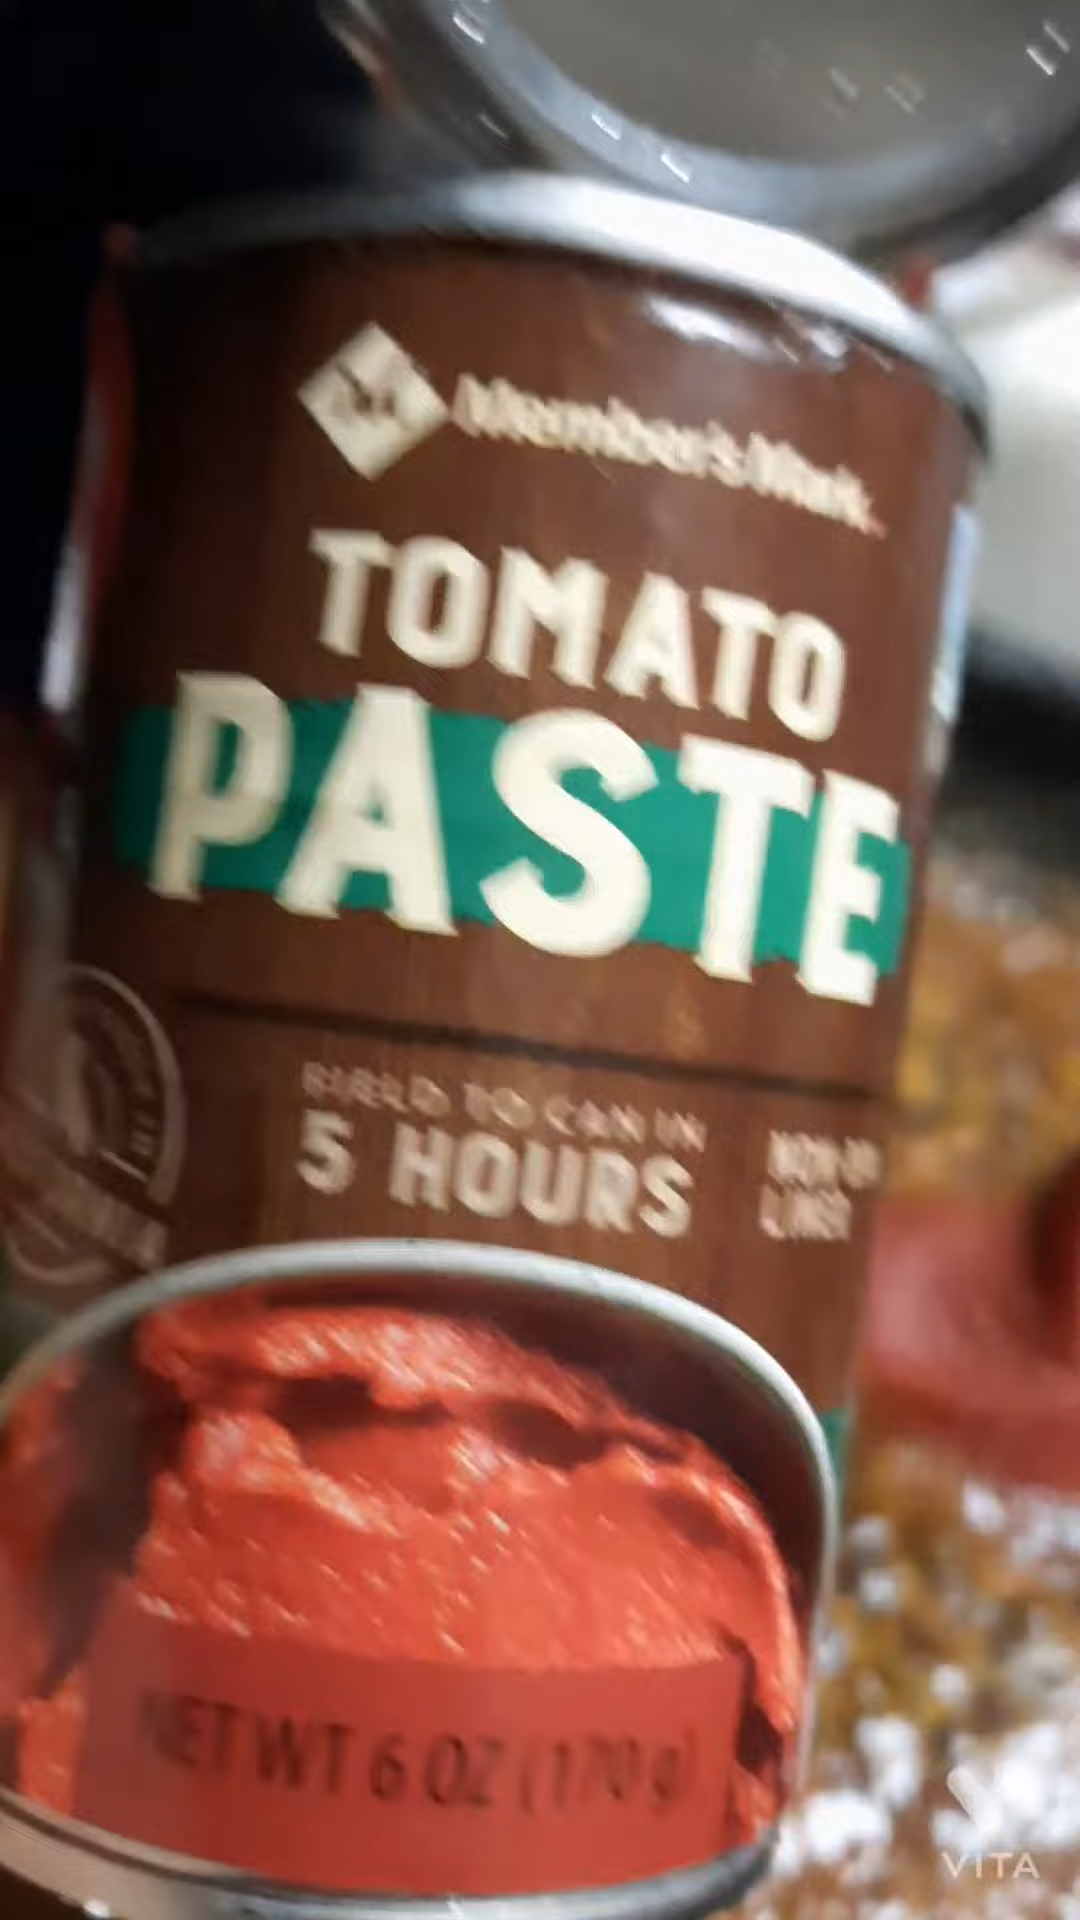 Member's Mark
TOMATO
PASTE
FIELD TO CAN IN
5 HOURS
NET WT 6 OZ (170 g)
VITA